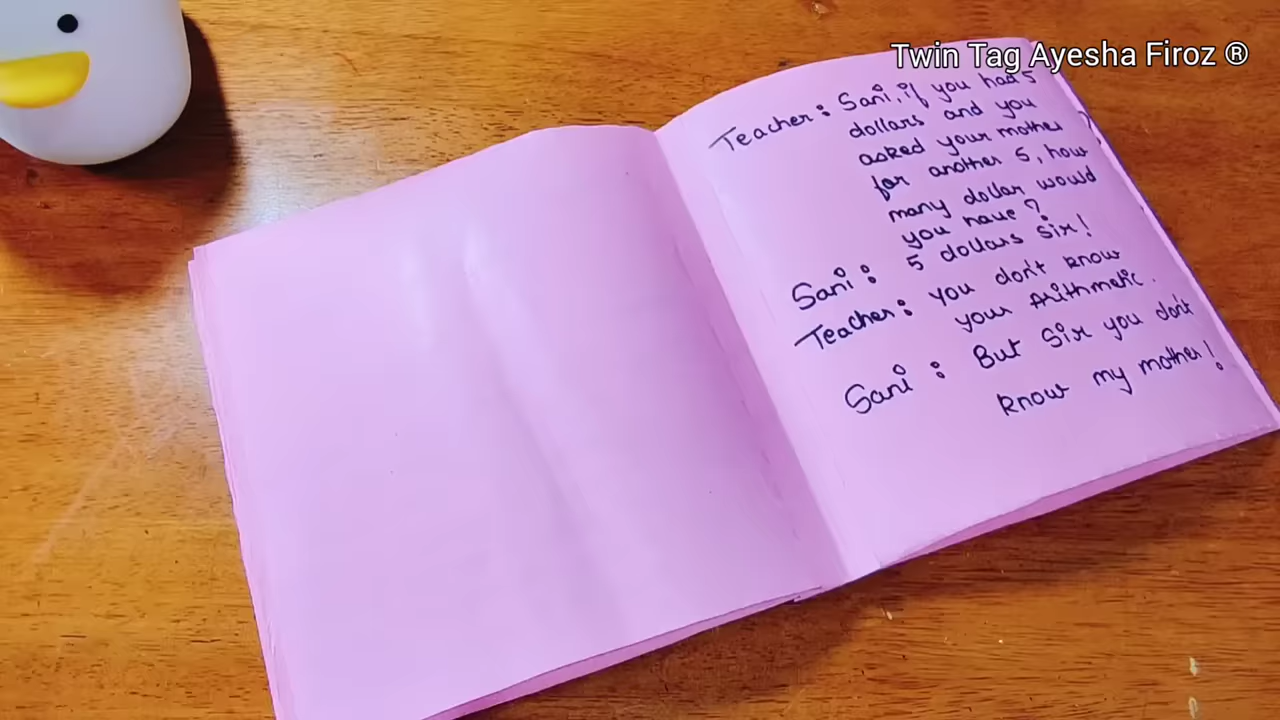 Twin Tag Ayesha Firoz ®
Teacher: Sani, if you had 5
dollars and you
asked your mother
for another 5, how
many dollar would
you have?
Sani: 5 dollars Sir!
Teacher: you don't know
your Arithmetic.
Sani: But Sir you don't
know my mother!